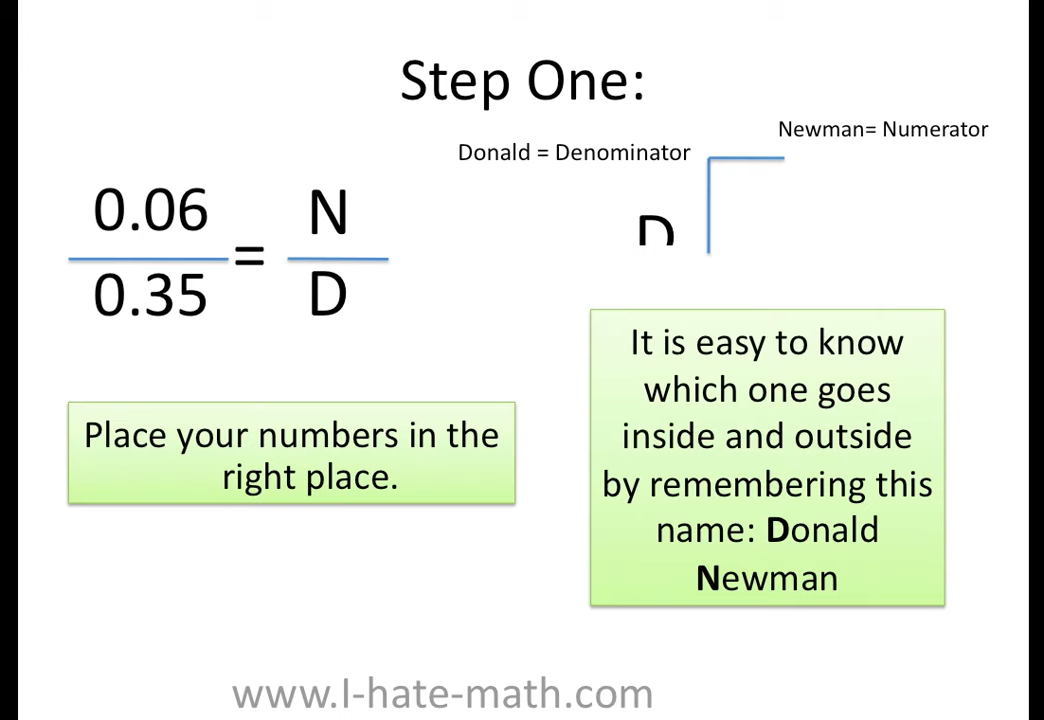 Step One:
Newman= Numerator
Donald = Denominator
0.06
0.35
=
N
D
D
Place your numbers in the
right place.
It is easy to know
which one goes
inside and outside
by remembering this
name: Donald
Newman
www.I-hate-math.com